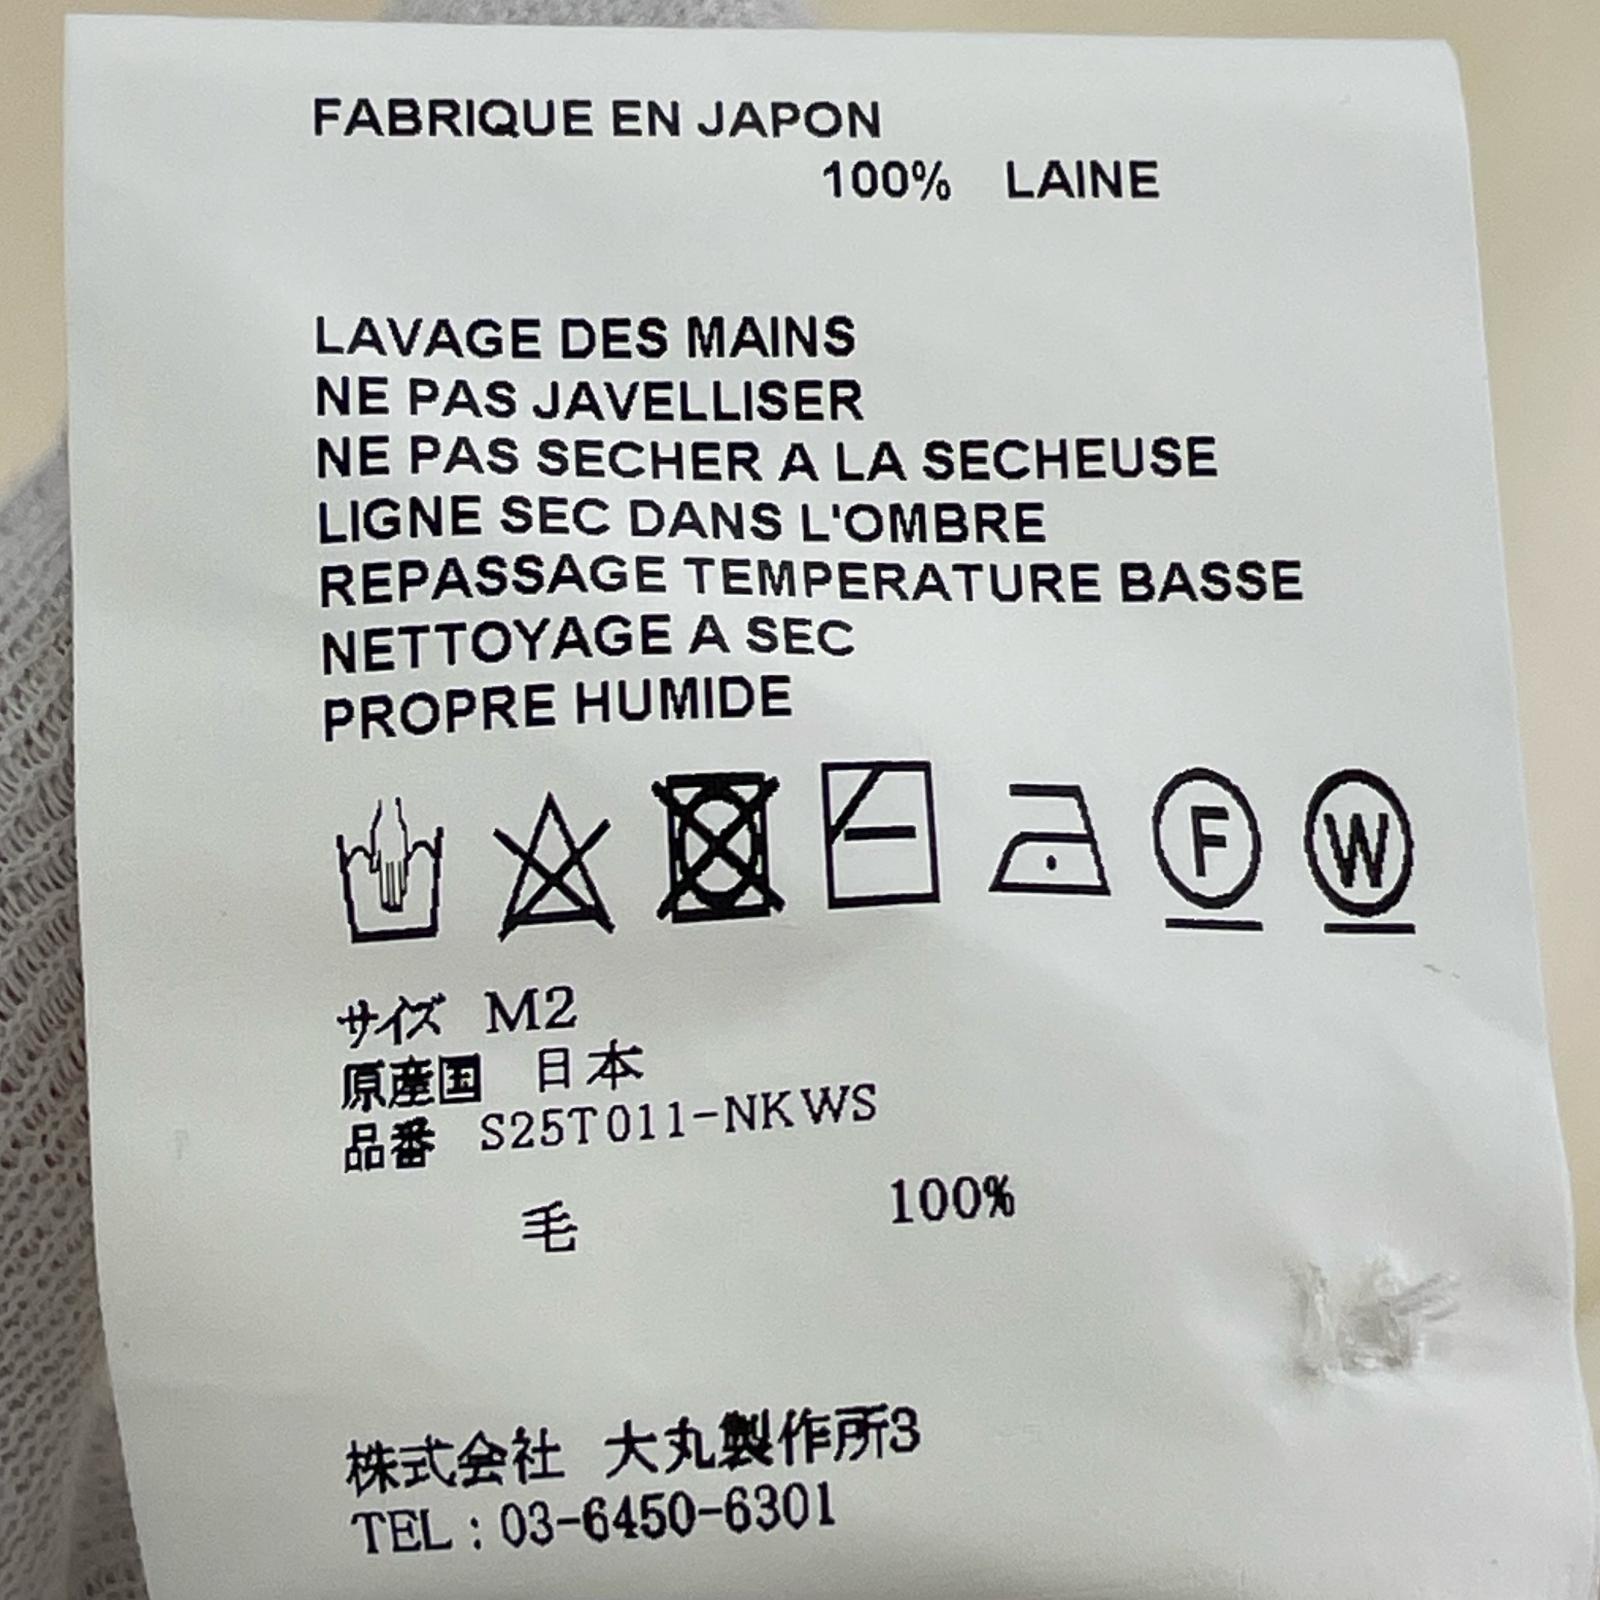 FABRIQUE EN JAPON
100% LAINE
LAVAGE DES MAINS
NE PAS JAVELLISER
NE PAS SECHER A LA SECHEUSE
LIGNE SEC DANS L'OMBRE
REPASSAGE TEMPERATURE BASSE
NETTOYAGE A SEC
PROPRE HUMIDE
F W
サイズ M2
原産国 日本
品番 S25T011-NKWS
毛 100%
株式会社 大丸製作所3
TEL : 03-6450-6301